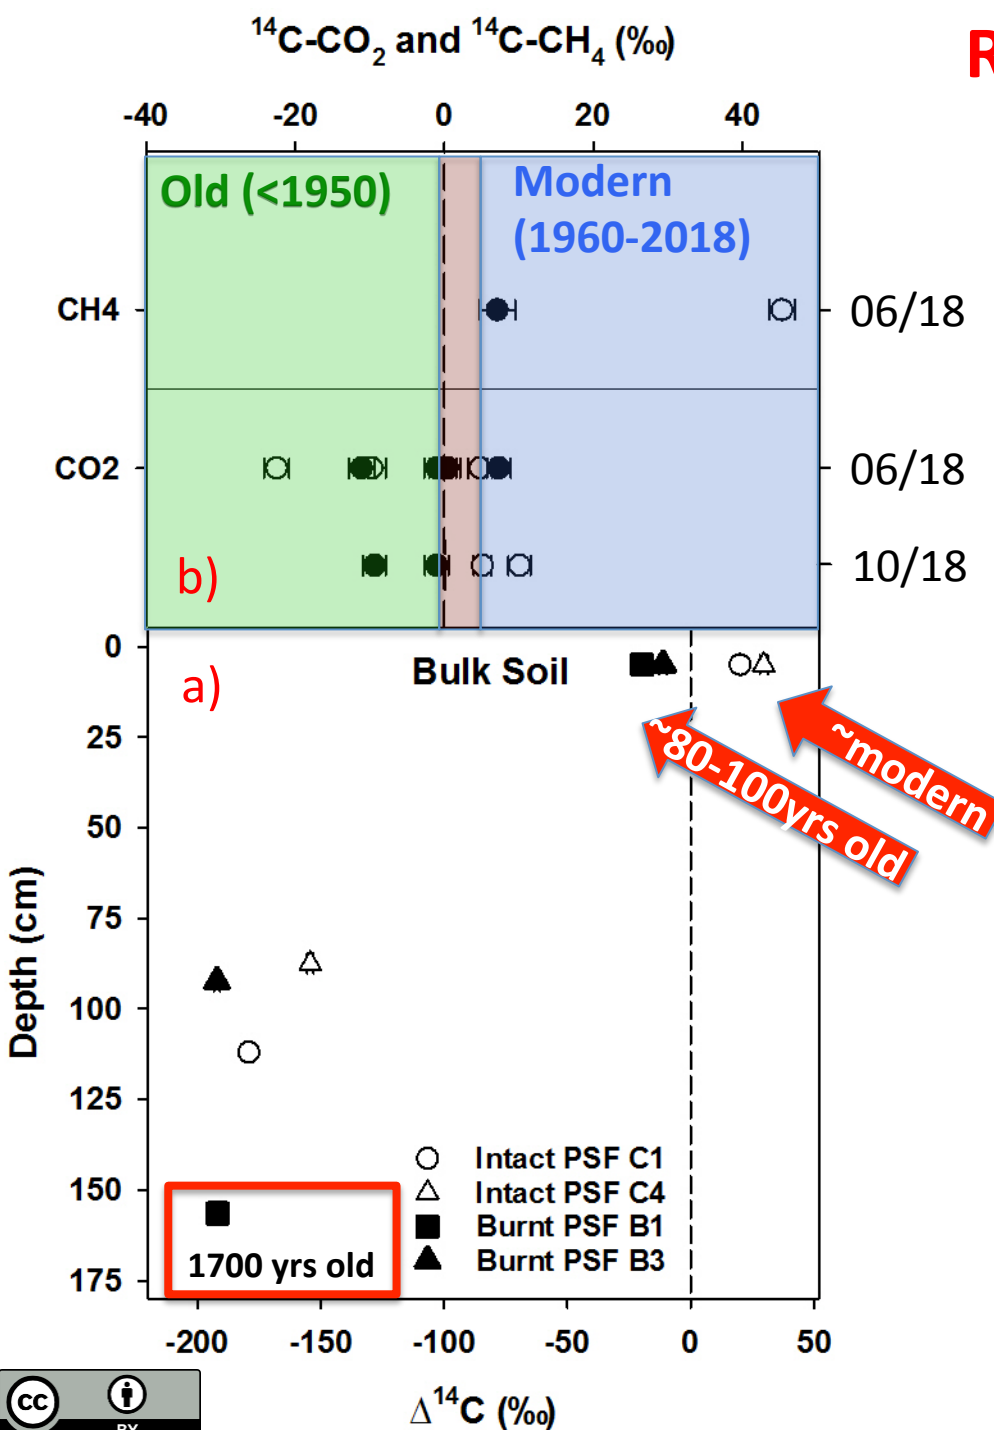 ¹⁴C-CO₂ and ¹⁴C-CH₄ (‰)
R
-40 -20 0 20 40
Old (<1950)
Modern
(1960-2018)
CH4
06/18
CO2
06/18
10/18
b)
a)
Bulk Soil
~modern
~80-100yrs old
0
25
50
75
100
125
150
175
Depth (cm)
Intact PSF C1
Intact PSF C4
Burnt PSF B1
Burnt PSF B3
1700 yrs old
-200 -150 -100 -50 0 50
Δ¹⁴C (‰)
cc
BY